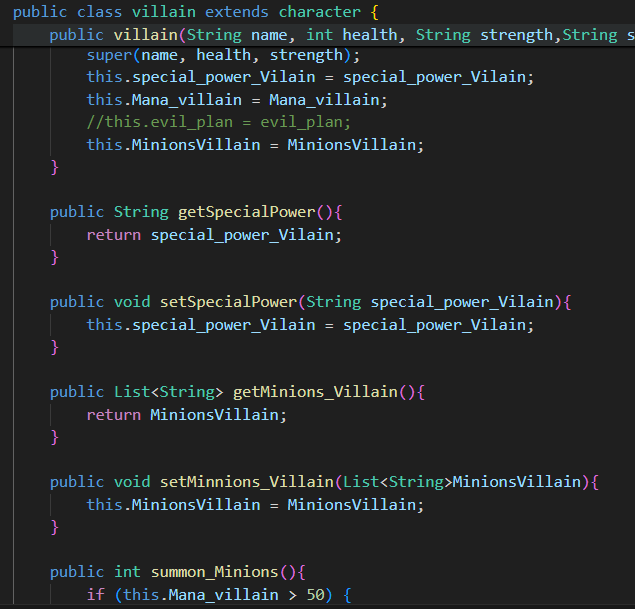 public class villain extends character {
    public villain(String name, int health, String strength,String s
        super(name, health, strength);
        this.special_power_Vilain = special_power_Vilain;
        this.Mana_villain = Mana_villain;
        //this.evil_plan = evil_plan;
        this.MinionsVillain = MinionsVillain;
    }

    public String getSpecialPower(){
        return special_power_Vilain;
    }

    public void setSpecialPower(String special_power_Vilain){
        this.special_power_Vilain = special_power_Vilain;
    }

    public List<String> getMinions_Villain(){
        return MinionsVillain;
    }

    public void setMinnions_Villain(List<String>MinionsVillain){
        this.MinionsVillain = MinionsVillain;
    }

    public int summon_Minions(){
        if (this.Mana_villain > 50) {